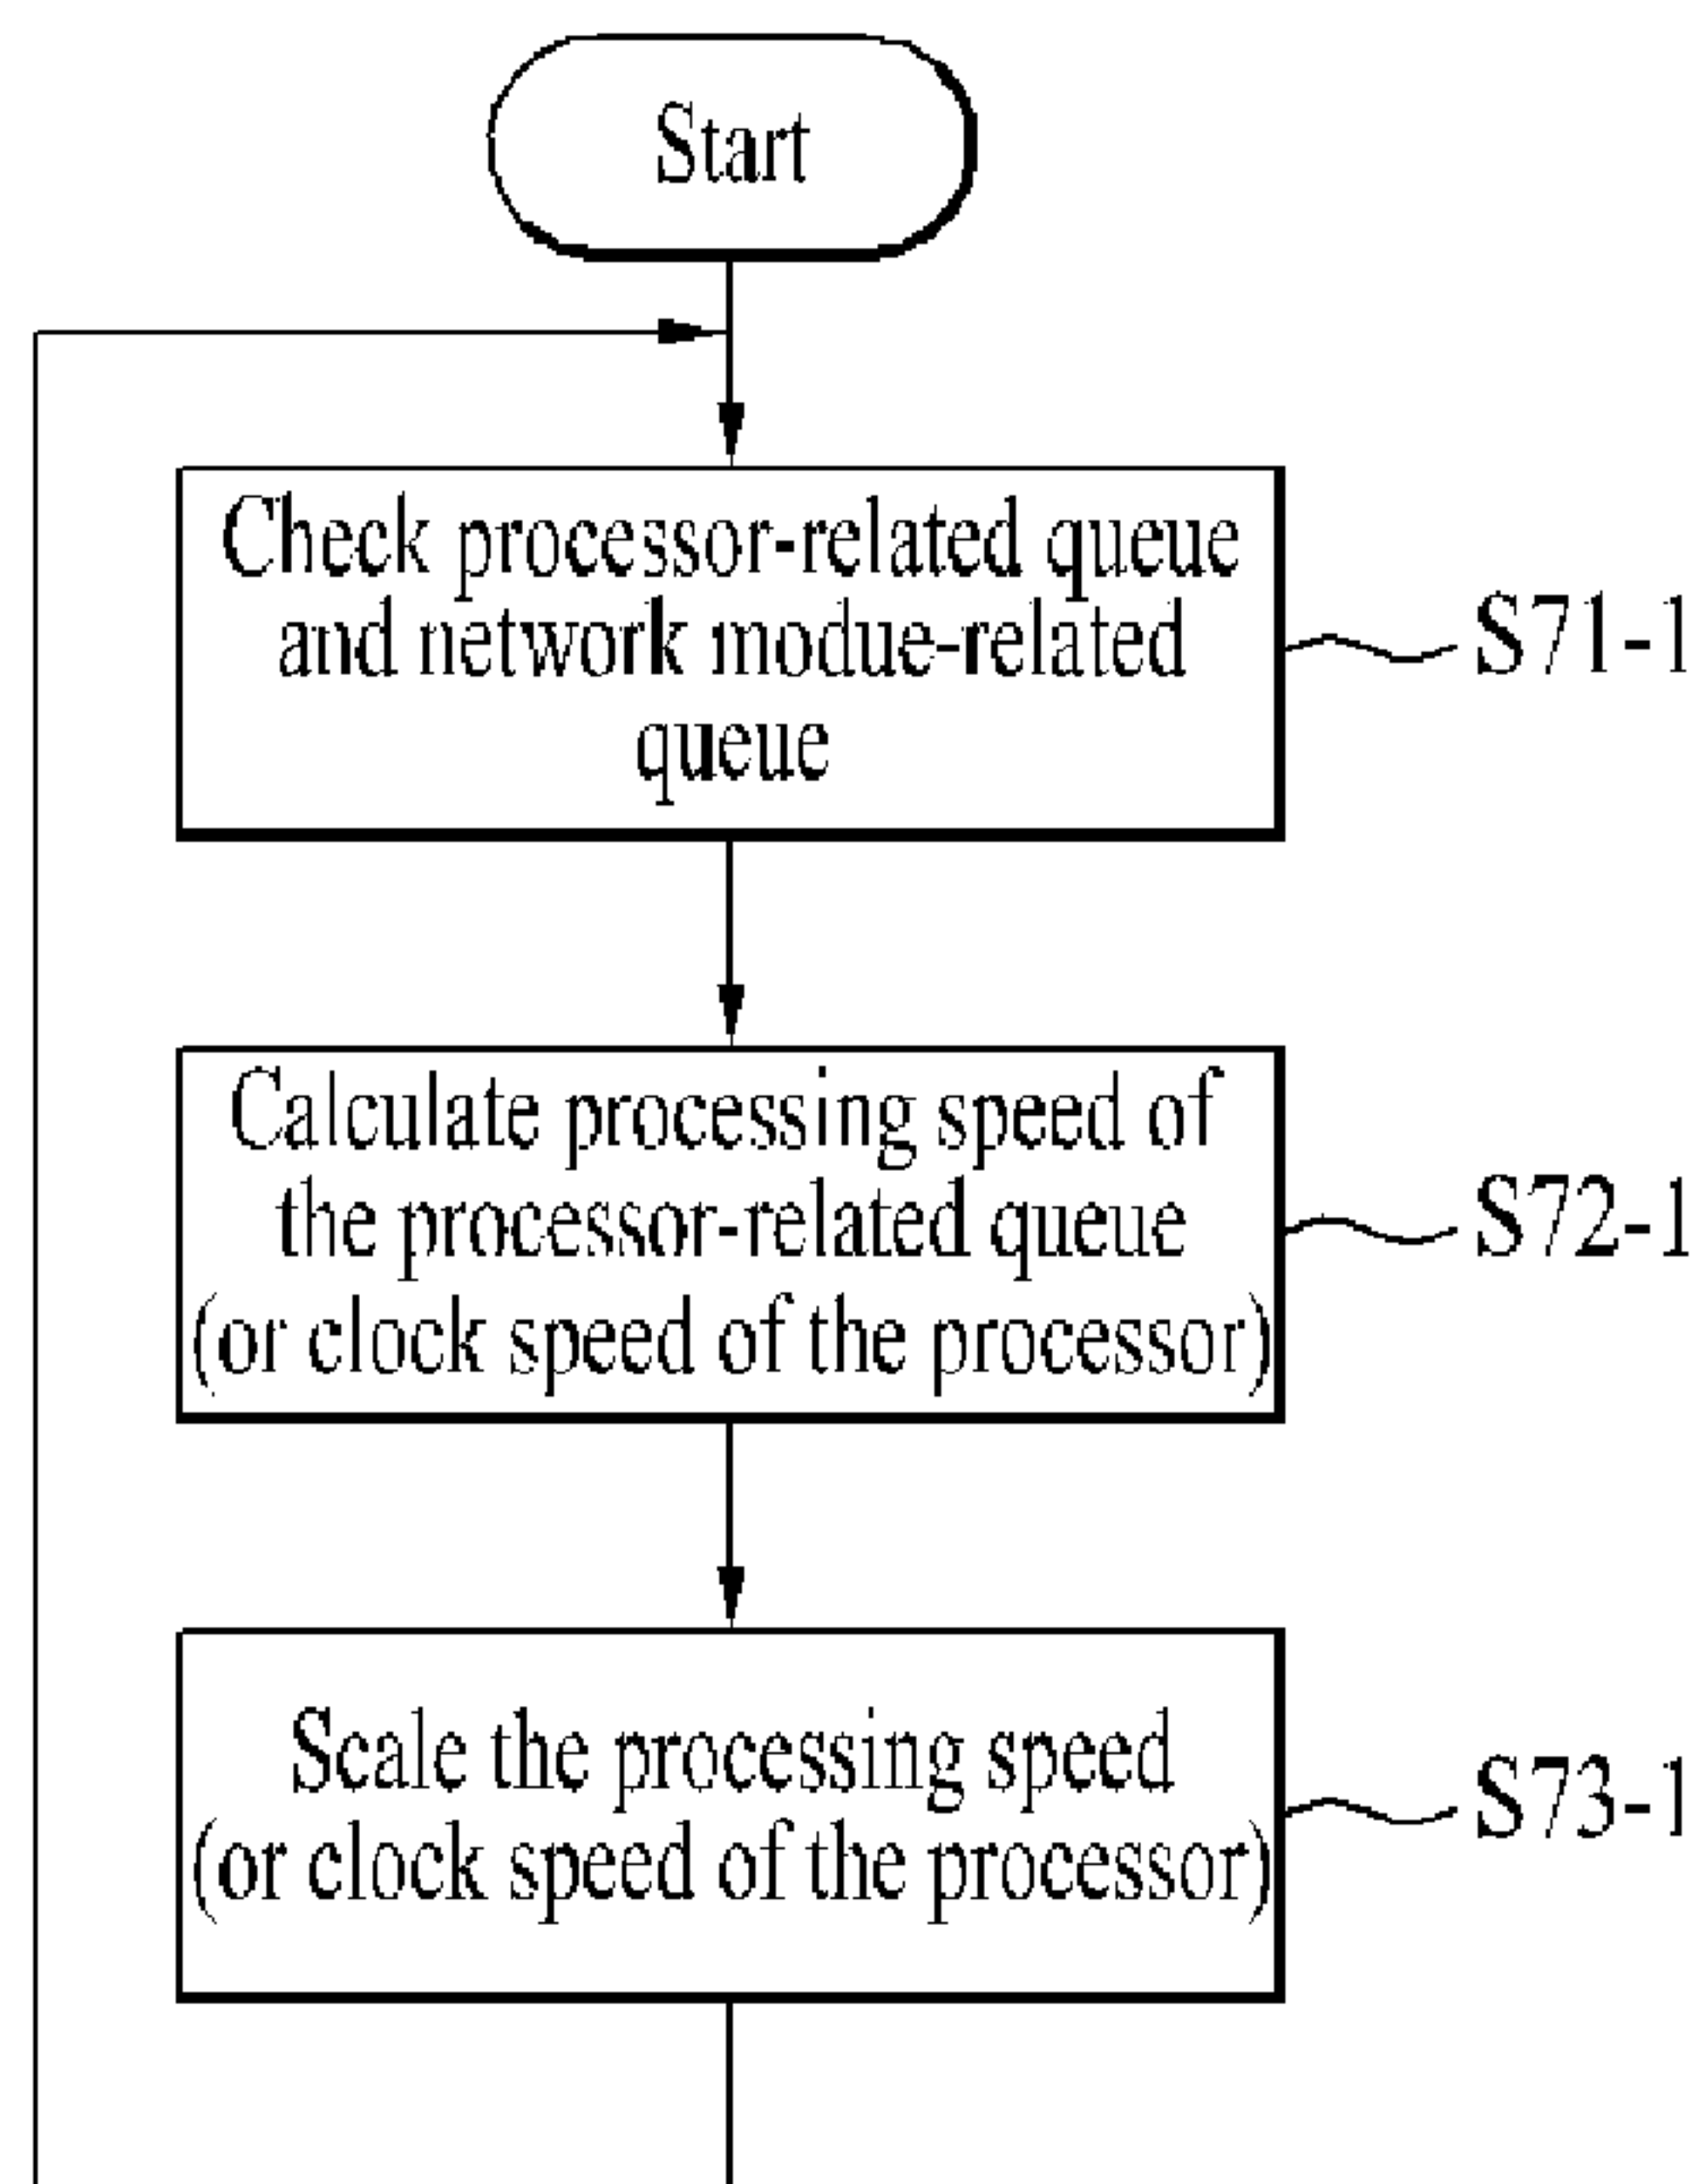 Start
Check processor-related queue
and network modue-related
queue
S71-1
Calculate processing speed of
the processor-related queue
(or clock speed of the processor)
S72-1
Scale the processing speed
(or clock speed of the processor)
S73-1